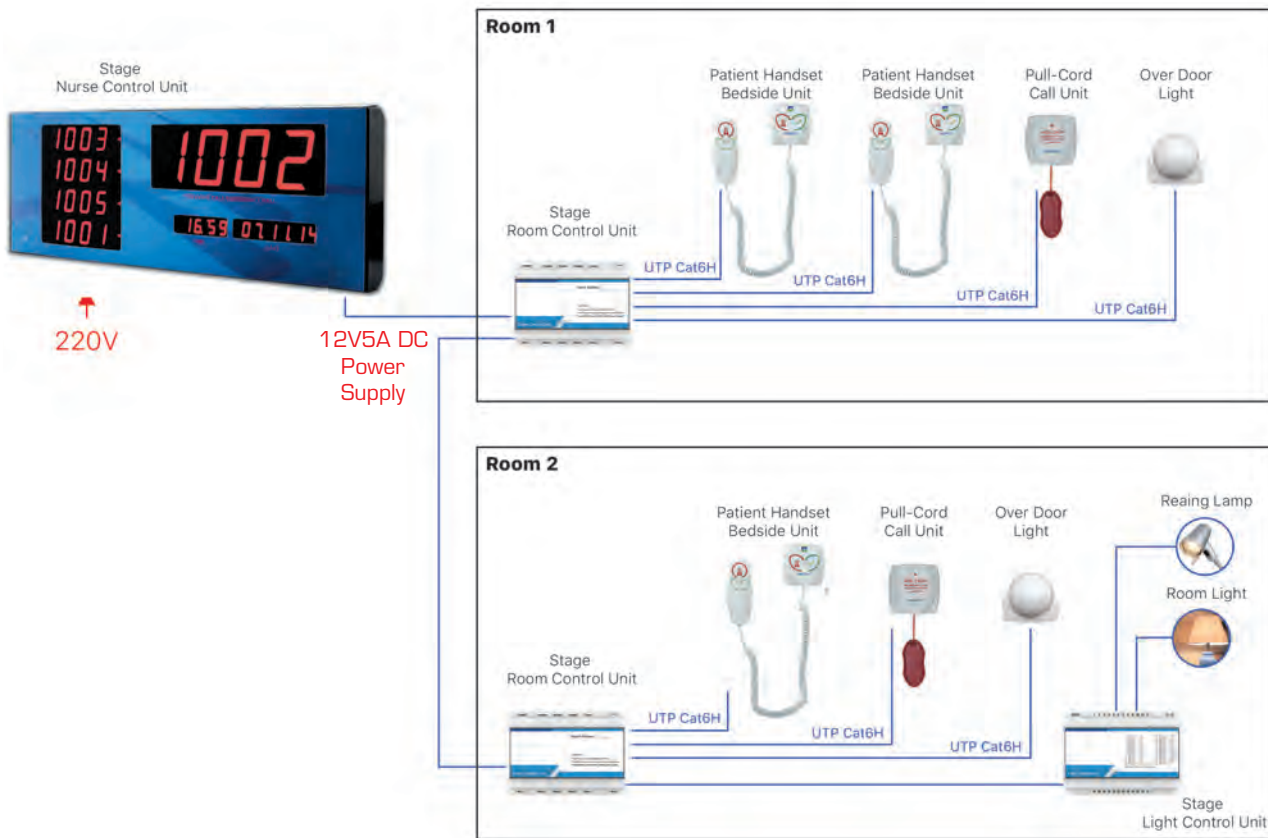 Room 1
Stage
Nurse Control Unit
1003
1004
1005
1001
1002
16.59 07.11.14
220V
12V5A DC
Power
Supply
Stage
Room Control Unit
Patient Handset
Bedside Unit
Patient Handset
Bedside Unit
Pull-Cord
Call Unit
Over Door
Light
UTP Cat6H
UTP Cat6H
UTP Cat6H
UTP Cat6H
Room 2
Patient Handset
Bedside Unit
Pull-Cord
Call Unit
Over Door
Light
Reaing Lamp
Room Light
Stage
Room Control Unit
UTP Cat6H
UTP Cat6H
UTP Cat6H
Stage
Light Control Unit